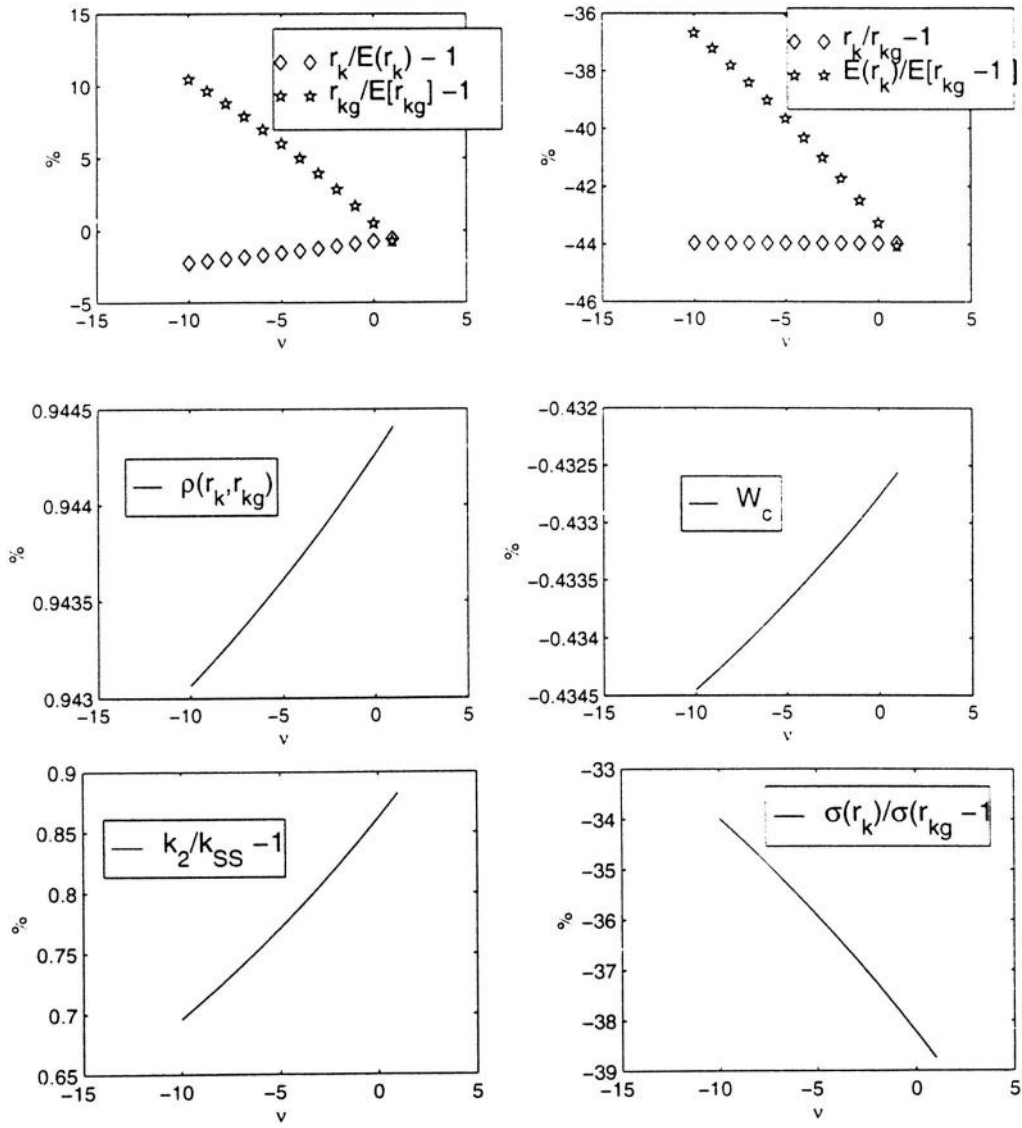 15
10
5
0
−5
−15 −10 −5 0 5
%
ν
r_k/E(r_k) −1
r_kg/E[r_kg] −1
−36
−38
−40
−42
−44
−46
−15 −10 −5 0 5
%
ν
r_k/r_kg −1
E(r_k)/E[r_kg −1 ]
0.9445
0.944
0.9435
0.943
−15 −10 −5 0 5
%
ν
ρ(r_k,r_kg)
−0.432
−0.4325
−0.433
−0.4335
−0.434
−0.4345
−15 −10 −5 0 5
%
ν
W_c
0.9
0.85
0.8
0.75
0.7
0.65
−15 −10 −5 0 5
%
ν
k_2/k_SS −1
−33
−34
−35
−36
−37
−38
−39
−15 −10 −5 0 5
%
ν
σ(r_k)/σ(r_kg −1